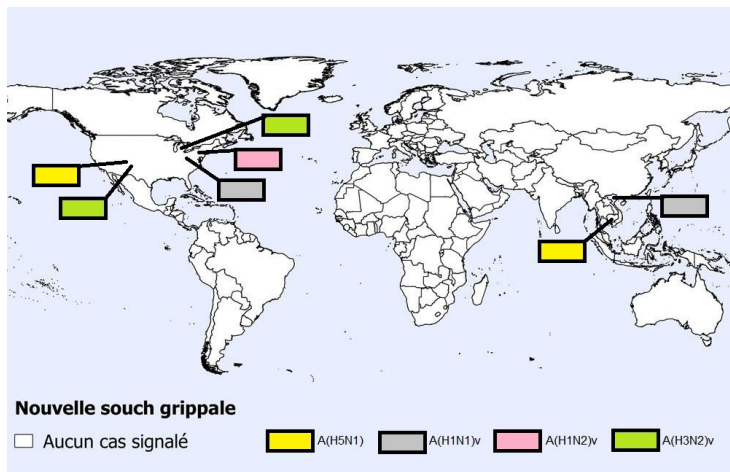 Nouvelle souch grippale
Aucun cas signalé
A(H5N1) A(H1N1)v A(H1N2)v A(H3N2)v